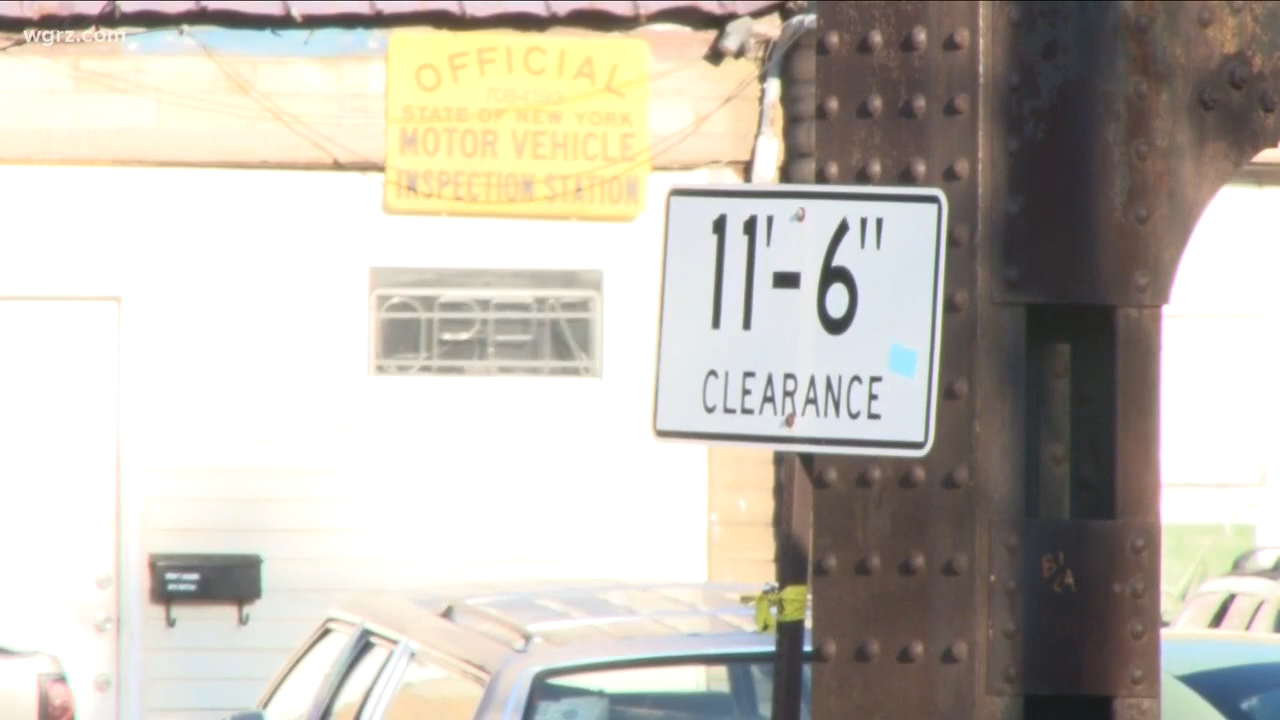 wgrz.com
OFFICIAL
STATE OF NEW YORK
MOTOR VEHICLE
INSPECTION STATION
OPEN
11'-6"
CLEARANCE